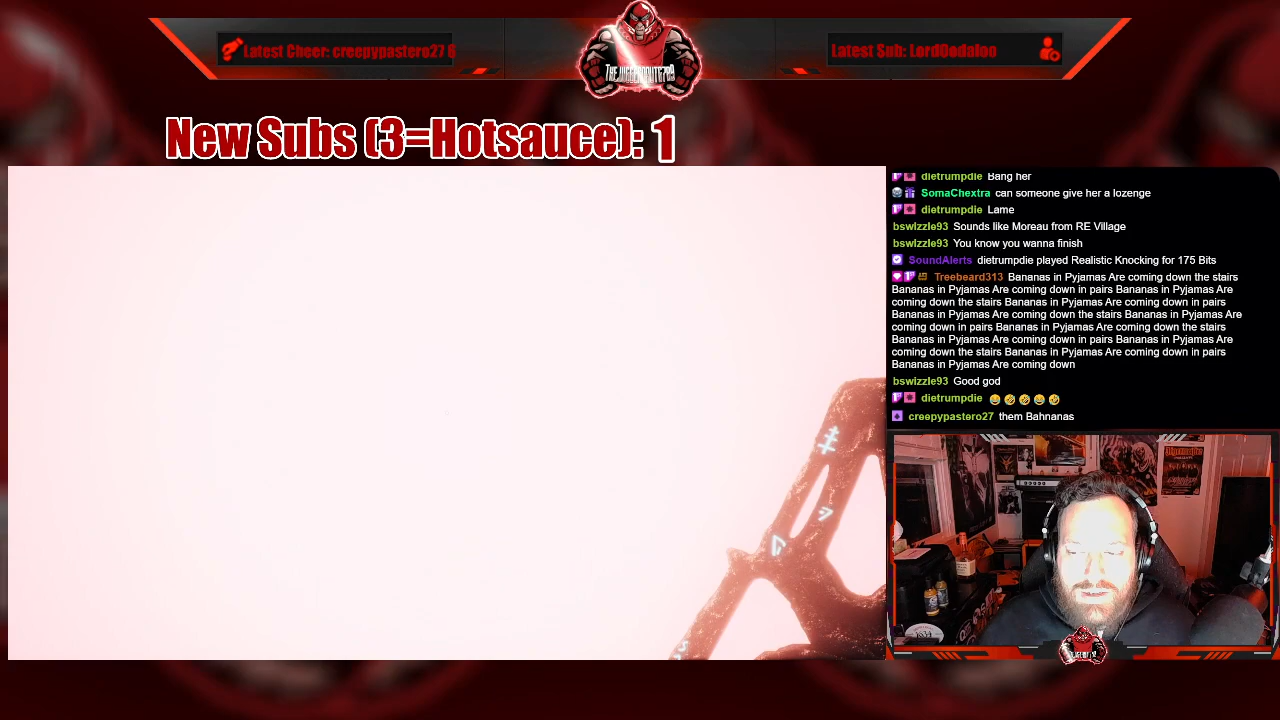 Latest Cheer: creepypastero27 6
Latest Sub: LordOodaloo
New Subs (3=Hotsauce): 1
dietrumpdie Bang her
SomaChextra can someone give her a lozenge
dietrumpdie Lame
bswizzle93 Sounds like Moreau from RE Village
bswizzle93 You know you wanna finish
SoundAlerts dietrumpdie played Realistic Knocking for 175 Bits
Treebeard313 Bananas in Pyjamas Are coming down the stairs
Bananas in Pyjamas Are coming down in pairs Bananas in Pyjamas Are
coming down the stairs Bananas in Pyjamas Are coming down in pairs
Bananas in Pyjamas Are coming down the stairs Bananas in Pyjamas Are
coming down in pairs Bananas in Pyjamas Are coming down the stairs
Bananas in Pyjamas Are coming down in pairs Bananas in Pyjamas Are
coming down the stairs Bananas in Pyjamas Are coming down in pairs
Bananas in Pyjamas Are coming down
bswizzle93 Good god
dietrumpdie 😂🤣🤣😂🤣
creepypastero27 them Bahnanas